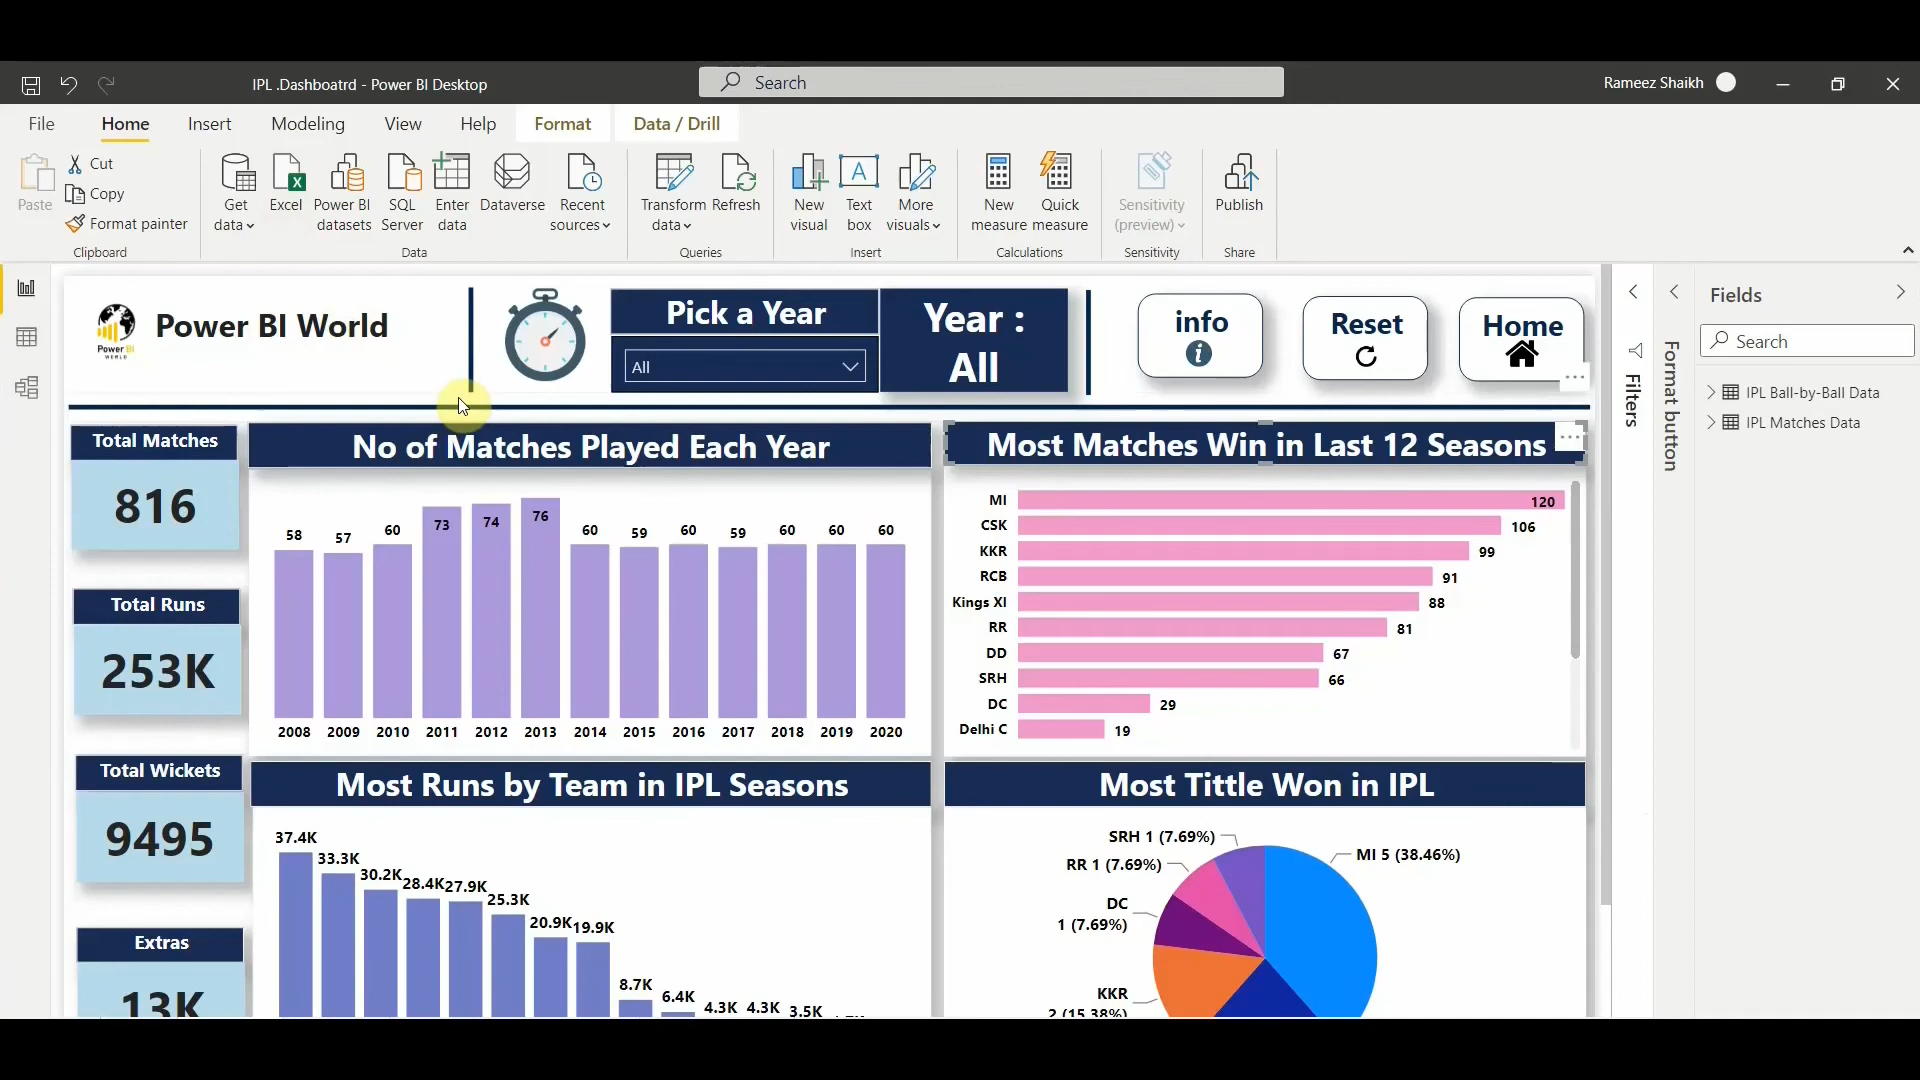 IPL .Dashboatrd - Power BI Desktop
Search
Rameez Shaikh
File
Home
Insert
Modeling
View
Help
Format
Data / Drill
Paste
Cut
Copy
Format painter
Clipboard
Get
data
Excel
Power BI
datasets
SQL
Server
Enter
data
Dataverse
Recent
sources
Data
Transform
data
Refresh
Queries
New
visual
Text
box
More
visuals
Insert
New
measure
Quick
measure
Calculations
Sensitivity
(preview)
Sensitivity
Publish
Share
Power BI
WORLD
Power BI World
Pick a Year
All
Year :
All
info
Reset
Home
Filters
Format button
Fields
Search
IPL Ball-by-Ball Data
IPL Matches Data
Total Matches
816
Total Runs
253K
Total Wickets
9495
Extras
13K
No of Matches Played Each Year
58
57
60
73
74
76
60
59
60
59
60
60
60
2008
2009
2010
2011
2012
2013
2014
2015
2016
2017
2018
2019
2020
Most Matches Win in Last 12 Seasons
MI
120
CSK
106
KKR
99
RCB
91
Kings XI
88
RR
81
DD
67
SRH
66
DC
29
Delhi C
19
Most Runs by Team in IPL Seasons
37.4K
33.3K
30.2K
28.4K
27.9K
25.3K
20.9K
19.9K
8.7K
6.4K
4.3K
4.3K
3.5K
Most Tittle Won in IPL
SRH 1 (7.69%)
RR 1 (7.69%)
DC
1 (7.69%)
KKR
2 (15.38%)
MI 5 (38.46%)